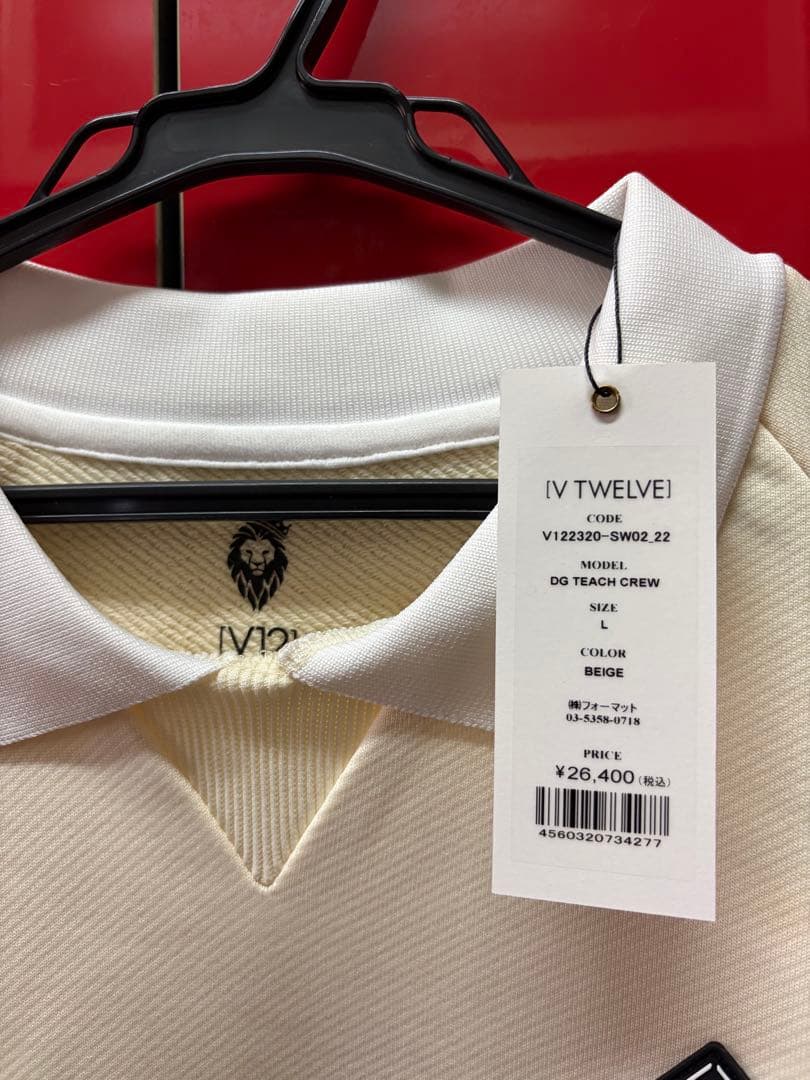 [V TWELVE]
CODE
V122320-SW02_22
MODEL
DG TEACH CREW
SIZE
L
COLOR
BEIGE
㈱フォーマット
03-5358-0718
PRICE
¥26,400(税込)
4560320734277